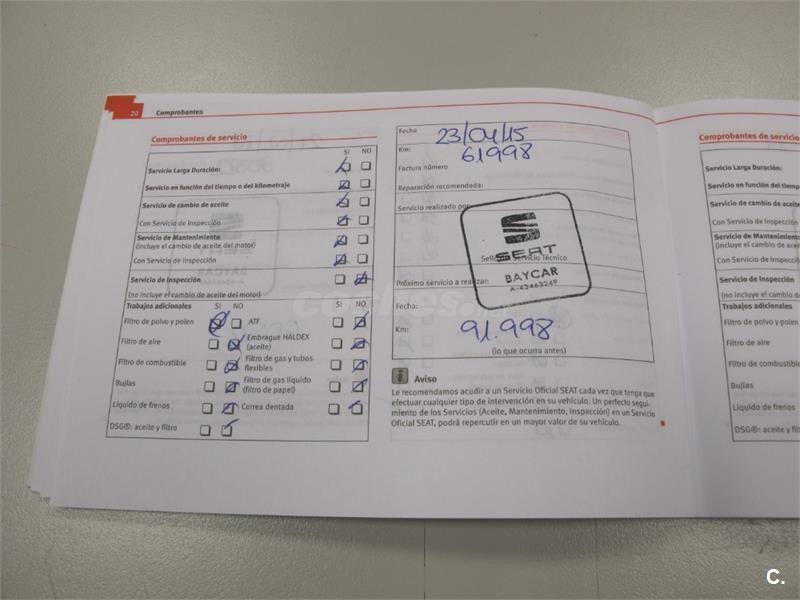 20 Comprobantes
Comprobantes de servicio
SI NO
Servicio Larga Duración:
Servicio en función del tiempo o del kilometraje
Servicio de cambio de aceite
Con Servicio de Inspección
Servicio de Mantenimiento
(incluye el cambio de aceite del motor)
Con Servicio de Inspección
Servicio de Inspección
(no incluye el cambio de aceite del motor)
Trabajos adicionales SI NO SI NO
Filtro de polvo y polen ATF
Filtro de aire Embrague HALDEX
(aceite)
Filtro de combustible Filtro de gas y tubos
flexibles
Bujías Filtro de gas líquido
(filtro de papel)
Líquido de frenos Correa dentada
DSG®: aceite y filtro
Fecha 23/04/15
Km: 61998
Factura número
Reparación recomendada:
Servicio realizado por
SEAT
Servicio Técnico
BAYCAR
Próximo servicio a realizar:
Fecha:
Km: 91.998
(lo que ocurra antes)
i Aviso
Le recomendamos acudir a un Servicio Oficial SEAT cada vez que tenga que
efectuar cualquier tipo de intervención en su vehículo. Un perfecto segui-
miento de los Servicios (Aceite, Mantenimiento, Inspección) en un Servicio
Oficial SEAT, podrá repercutir en un mayor valor de su vehículo.
Comprobantes de servicio
Servicio Larga Duración:
Servicio en función del tiempo
Servicio de cambio de aceite
Con Servicio de Inspección
Servicio de Mantenimiento
(incluye el cambio de aceite
Con Servicio de Inspección
Servicio de Inspección
(no incluye el cambio de aceite
Trabajos adicionales
Filtro de polvo y polen
Filtro de aire
Filtro de combustible
Bujías
Líquido de frenos
DSG®: aceite y filtro
C.